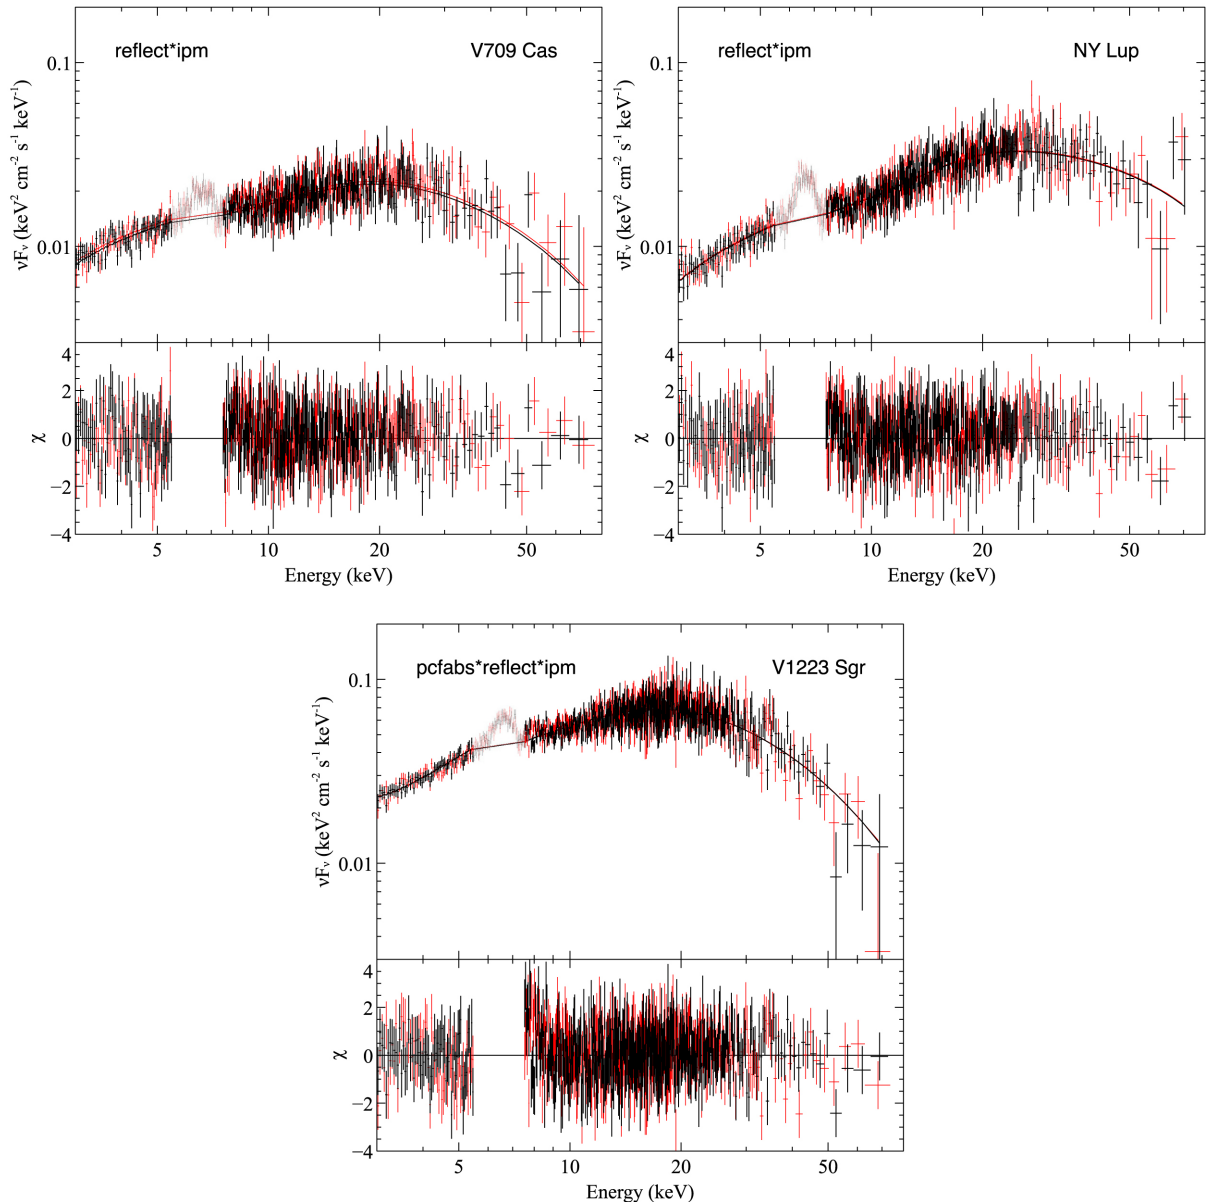 reflect*ipm V709 Cas
0.1
0.01
νFᵥ (keV² cm⁻² s⁻¹ keV⁻¹)
4
2
0
−2
−4
χ
5 10 20 50
Energy (keV)
reflect*ipm NY Lup
0.1
0.01
νFᵥ (keV² cm⁻² s⁻¹ keV⁻¹)
4
2
0
−2
−4
χ
5 10 20 50
Energy (keV)
pcfabs*reflect*ipm V1223 Sgr
0.1
0.01
νFᵥ (keV² cm⁻² s⁻¹ keV⁻¹)
4
2
0
−2
−4
χ
5 10 20 50
Energy (keV)